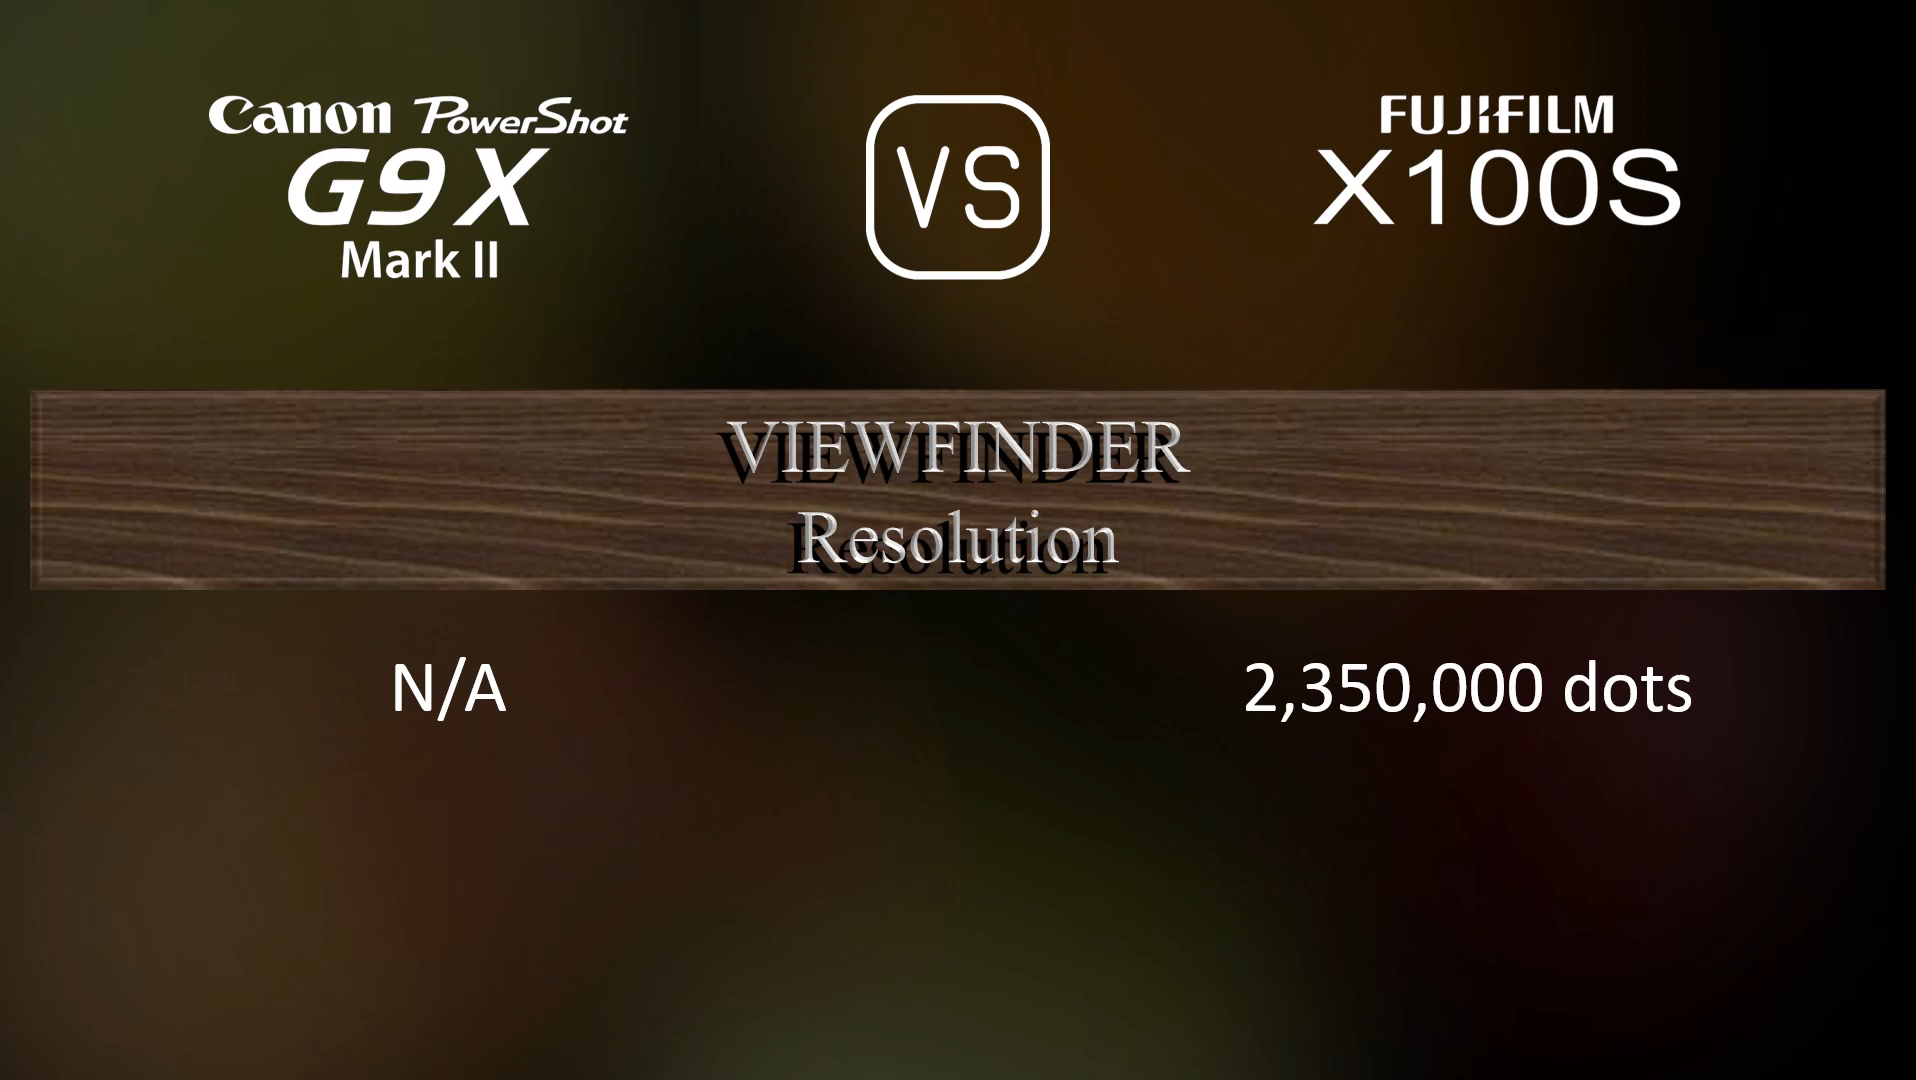 Canon PowerShot
G9 X
Mark II
VS
FUJIFILM
X100S
VIEWFINDER
Resolution
N/A
2,350,000 dots